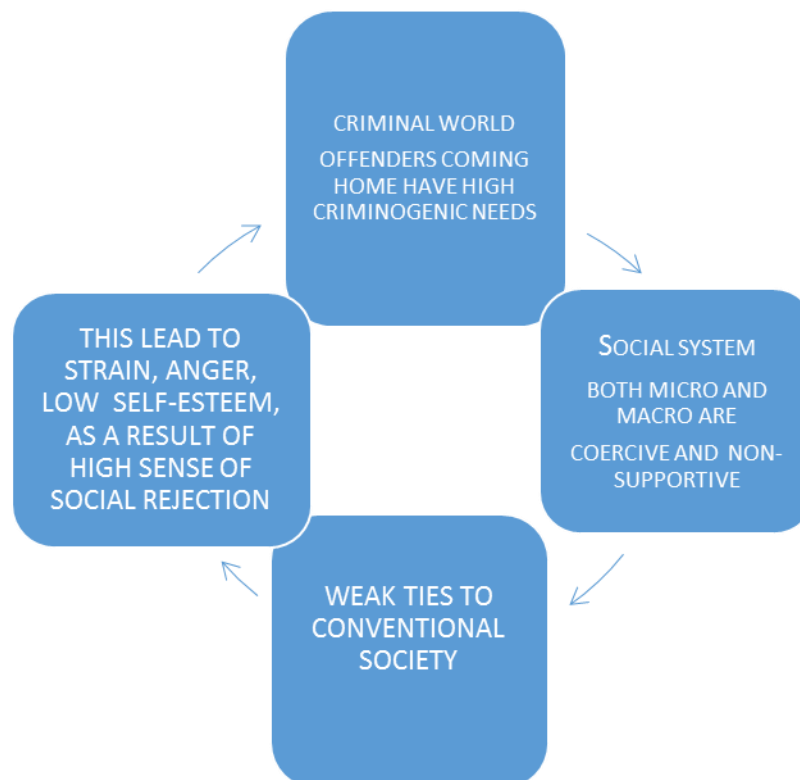 CRIMINAL WORLD
OFFENDERS COMING
HOME HAVE HIGH
CRIMINOGENIC NEEDS
SOCIAL SYSTEM
BOTH MICRO AND
MACRO ARE
COERCIVE AND NON-
SUPPORTIVE
WEAK TIES TO
CONVENTIONAL
SOCIETY
THIS LEAD TO
STRAIN, ANGER,
LOW SELF-ESTEEM,
AS A RESULT OF
HIGH SENSE OF
SOCIAL REJECTION